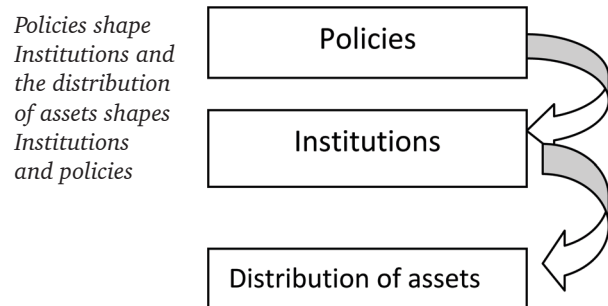 Policies shape
Institutions and
the distribution
of assets shapes
Institutions
and policies
Policies
Institutions
Distribution of assets